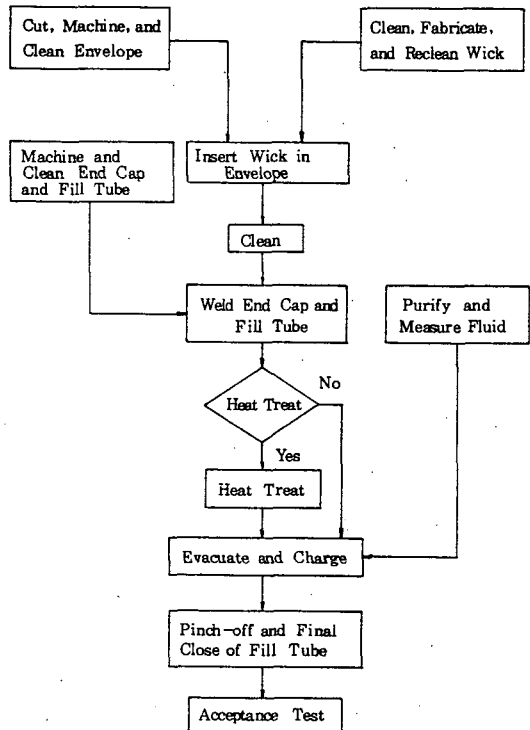 Cut, Machine, and
Clean Envelope
Clean, Fabricate,
and Reclean Wick
Machine and
Clean End Cap
and Fill Tube
Insert Wick in
Envelope
Clean
Weld End Cap and
Fill Tube
Purify and
Measure Fluid
No
Heat Treat
Yes
Heat Treat
Evacuate and Charge
Pinch-off and Final
Close of Fill Tube
Acceptance Test